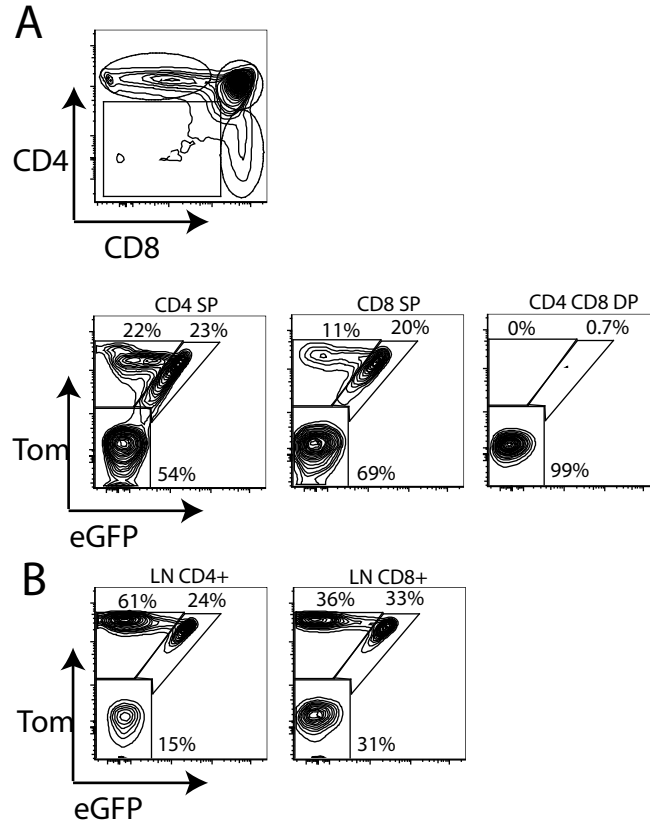 A
CD4
CD8
CD4 SP
CD8 SP
CD4 CD8 DP
22% 23%
11% 20%
0% 0.7%
Tom
54%
69%
99%
eGFP
B
LN CD4+
LN CD8+
61% 24%
36% 33%
Tom
15%
31%
eGFP